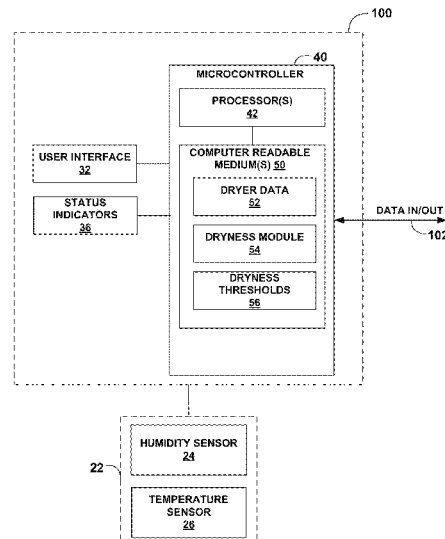 100
40
MICROCONTROLLER
PROCESSOR(S)
42
USER INTERFACE
32
COMPUTER READABLE
MEDIUM(S) 50
STATUS
INDICATORS
36
DRYER DATA
52
DATA IN/OUT
102
DRYNESS MODULE
54
DRYNESS
THRESHOLDS
56
22
HUMIDITY SENSOR
24
TEMPERATURE
SENSOR
26